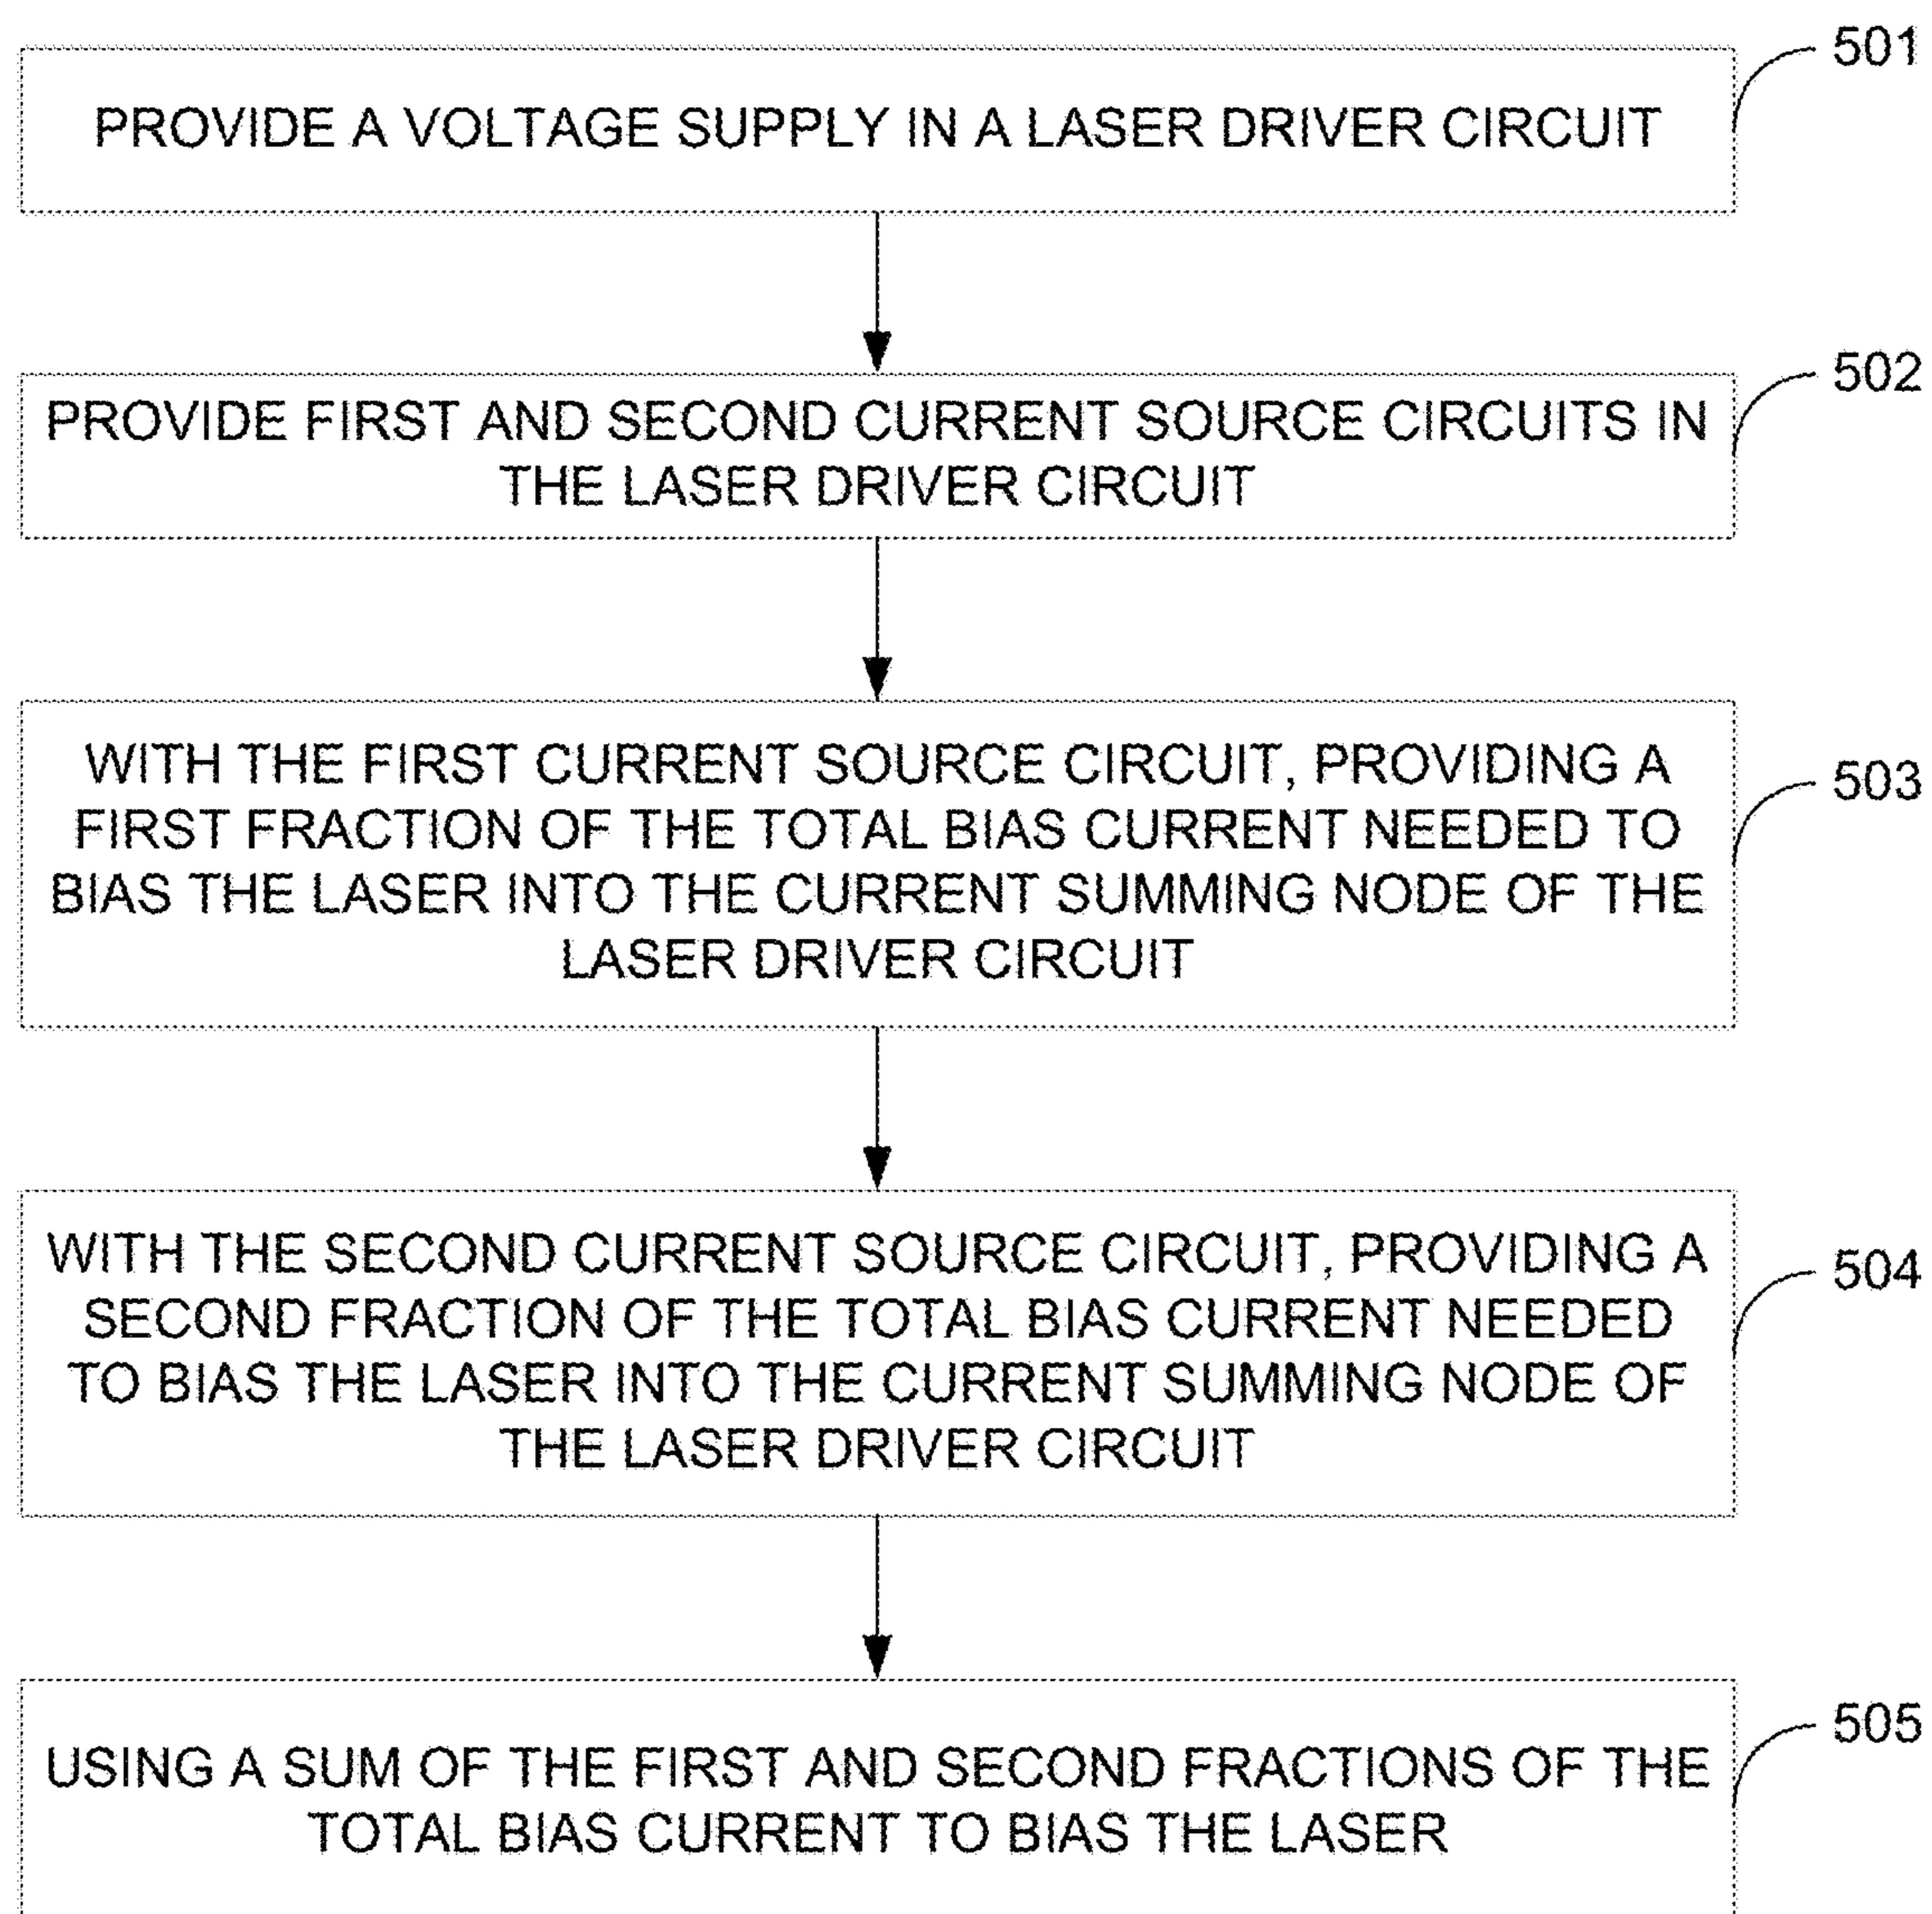 501
PROVIDE A VOLTAGE SUPPLY IN A LASER DRIVER CIRCUIT
502
PROVIDE FIRST AND SECOND CURRENT SOURCE CIRCUITS IN
THE LASER DRIVER CIRCUIT
503
WITH THE FIRST CURRENT SOURCE CIRCUIT, PROVIDING A
FIRST FRACTION OF THE TOTAL BIAS CURRENT NEEDED TO
BIAS THE LASER INTO THE CURRENT SUMMING NODE OF THE
LASER DRIVER CIRCUIT
504
WITH THE SECOND CURRENT SOURCE CIRCUIT, PROVIDING A
SECOND FRACTION OF THE TOTAL BIAS CURRENT NEEDED
TO BIAS THE LASER INTO THE CURRENT SUMMING NODE OF
THE LASER DRIVER CIRCUIT
505
USING A SUM OF THE FIRST AND SECOND FRACTIONS OF THE
TOTAL BIAS CURRENT TO BIAS THE LASER